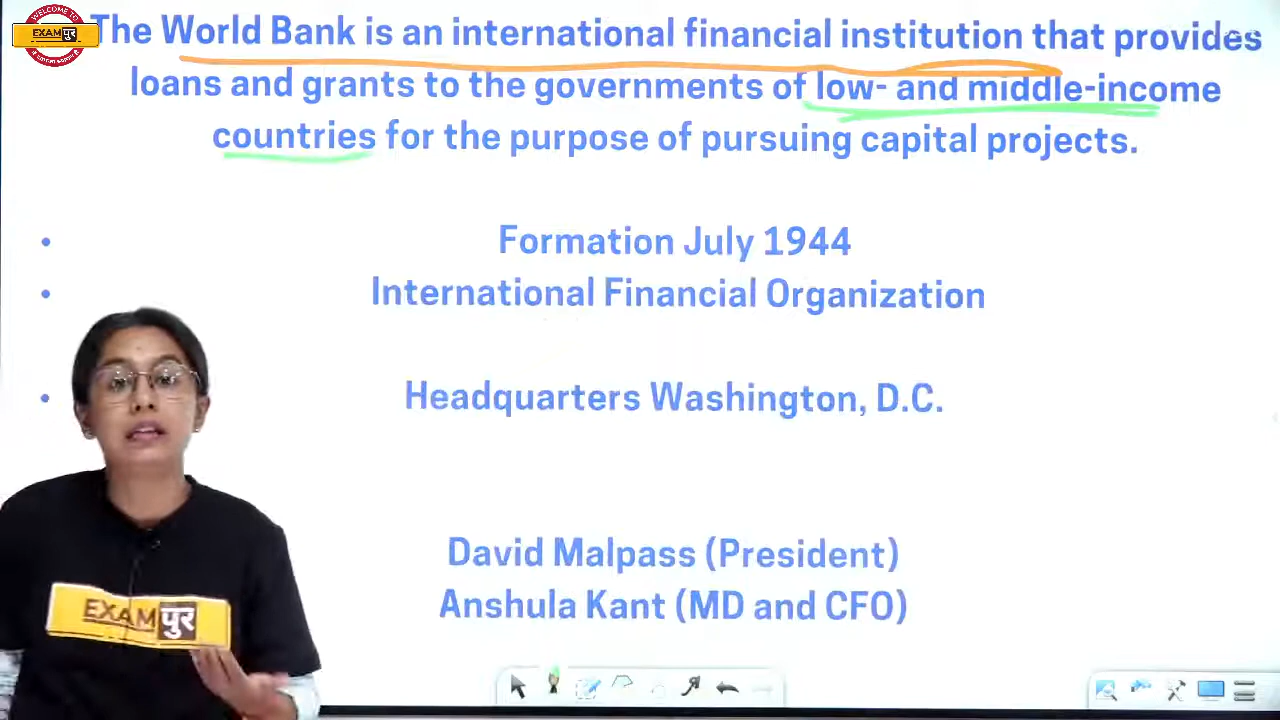 WELCOME TO
EXAMपुर
The World Bank is an international financial institution that provides
loans and grants to the governments of low- and middle-income
countries for the purpose of pursuing capital projects.
• Formation July 1944
• International Financial Organization
• Headquarters Washington, D.C.
David Malpass (President)
Anshula Kant (MD and CFO)
EXAMपुर